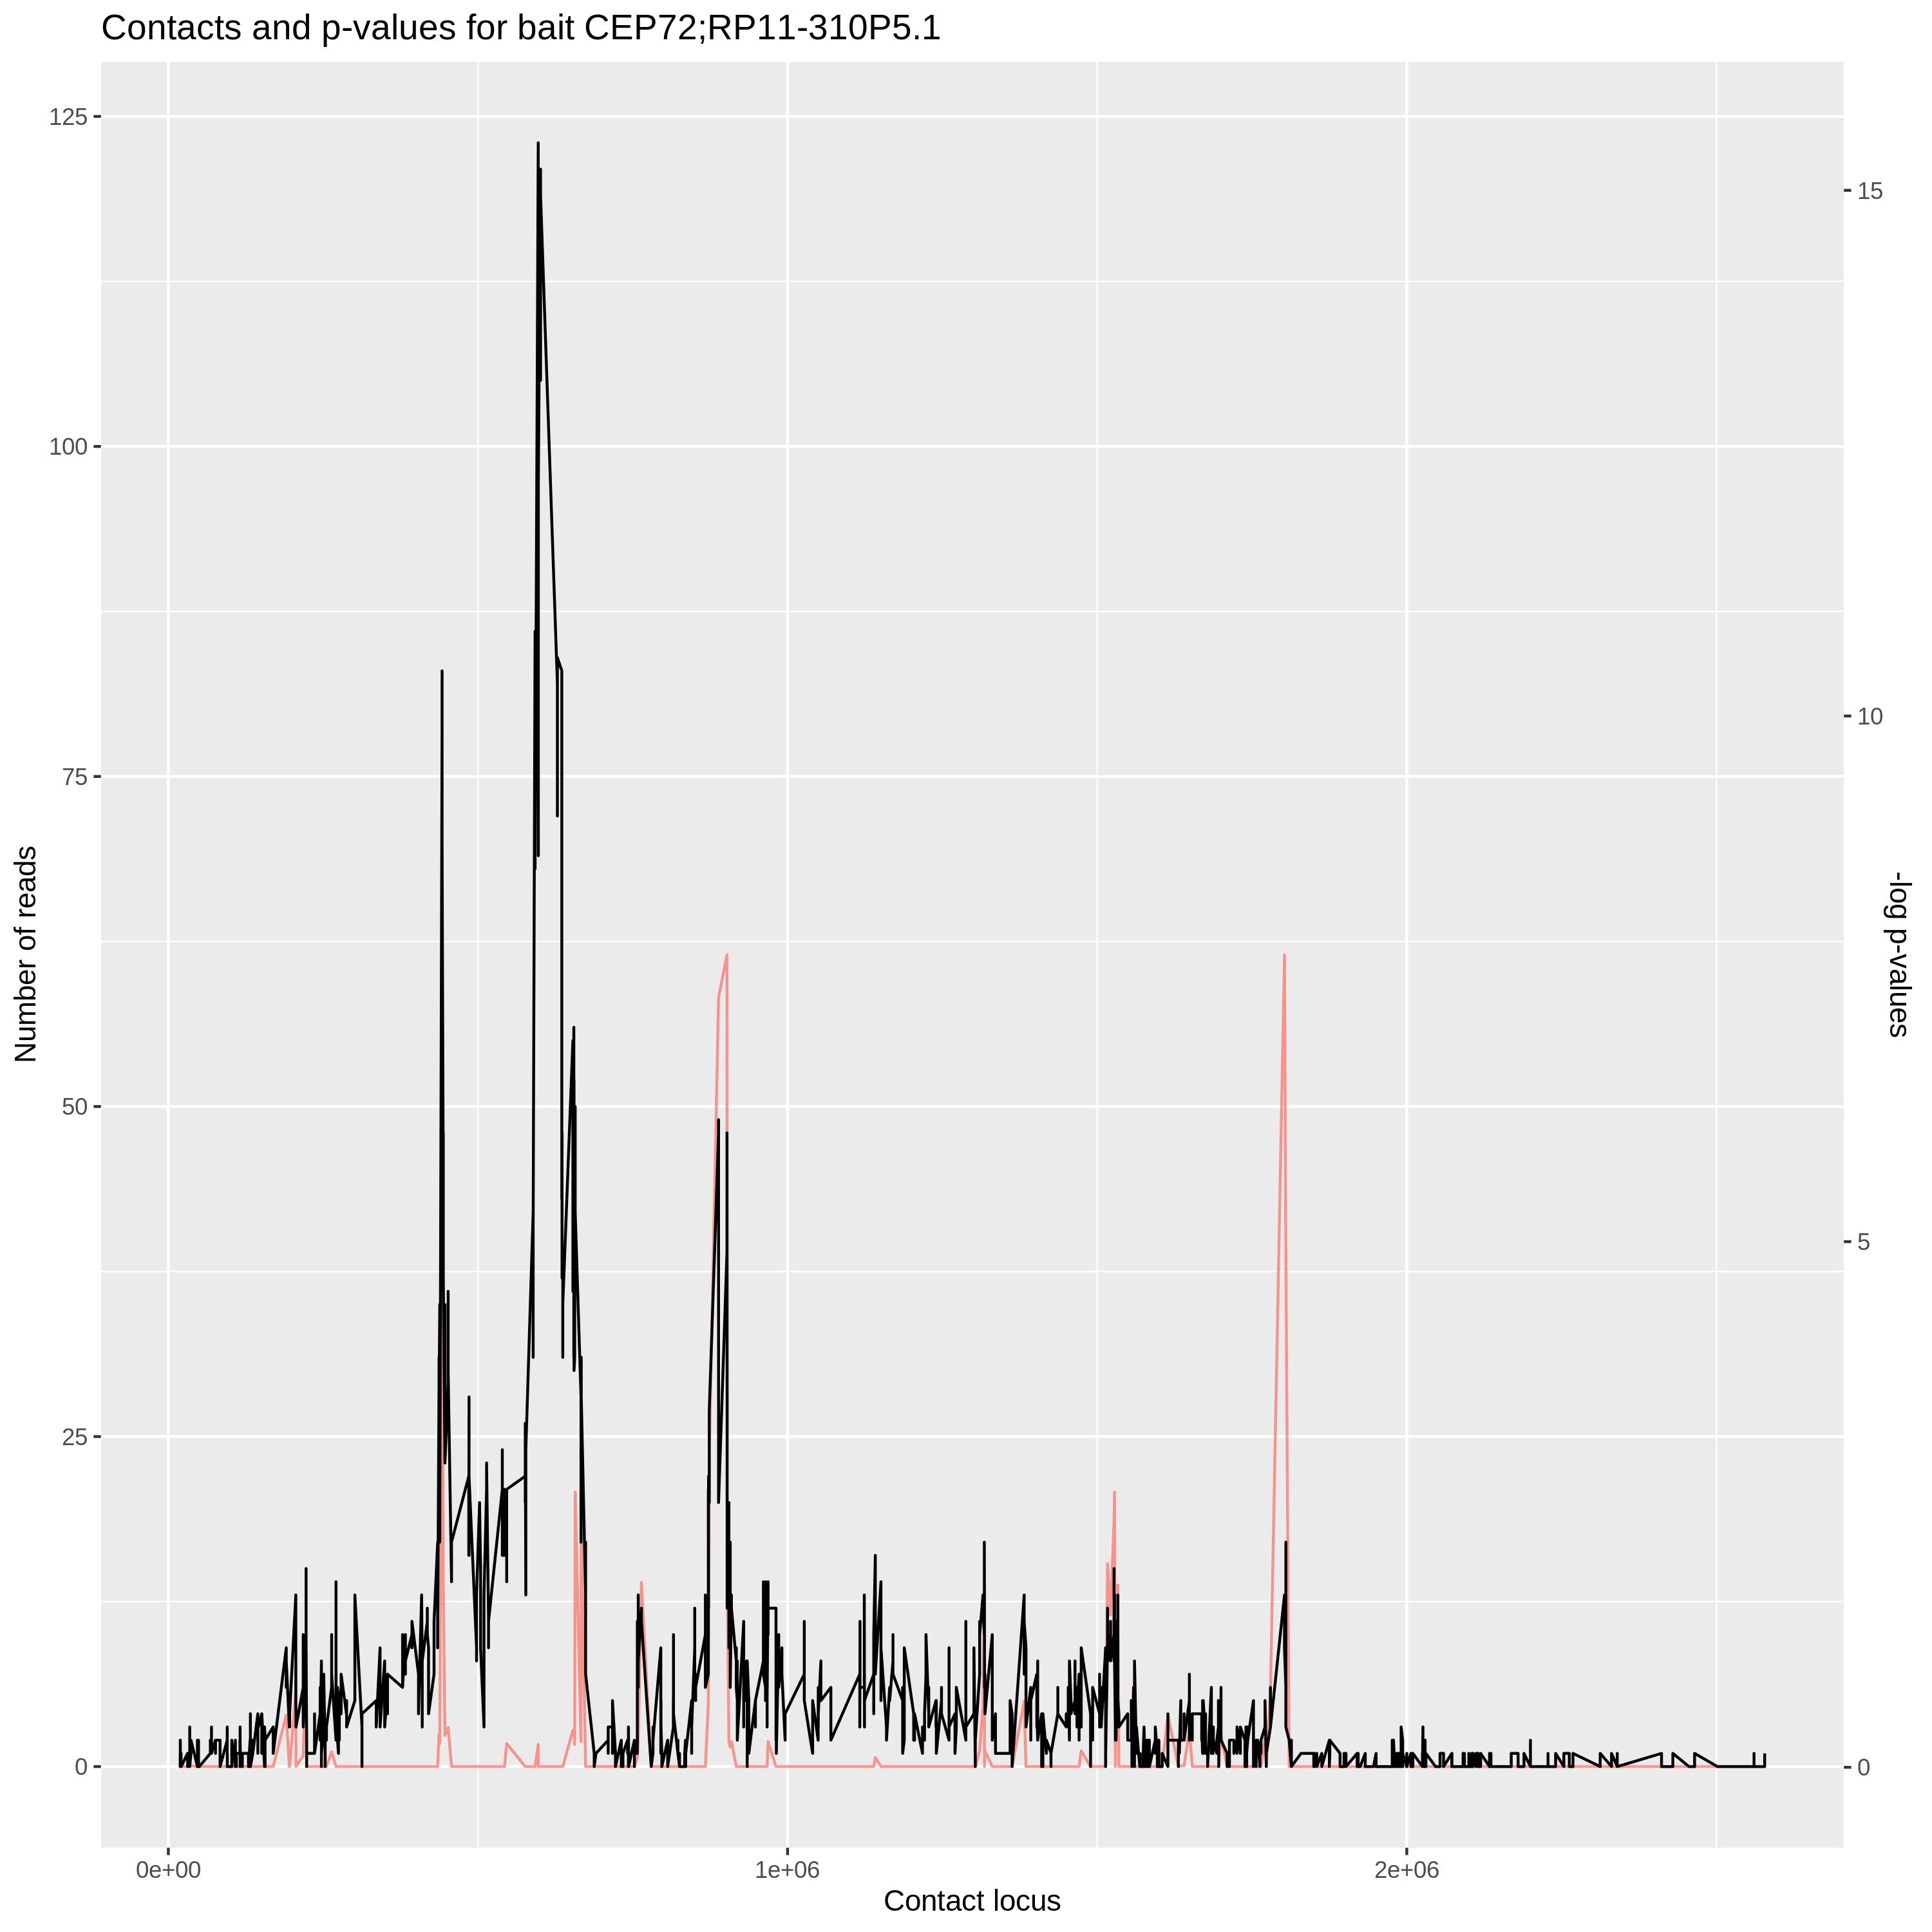 Contacts and p-values for bait CEP72;RP11-310P5.1
125
100
75
50
25
0
15
10
5
0
Number of reads
-log p-values
0e+00
1e+06
2e+06
Contact locus